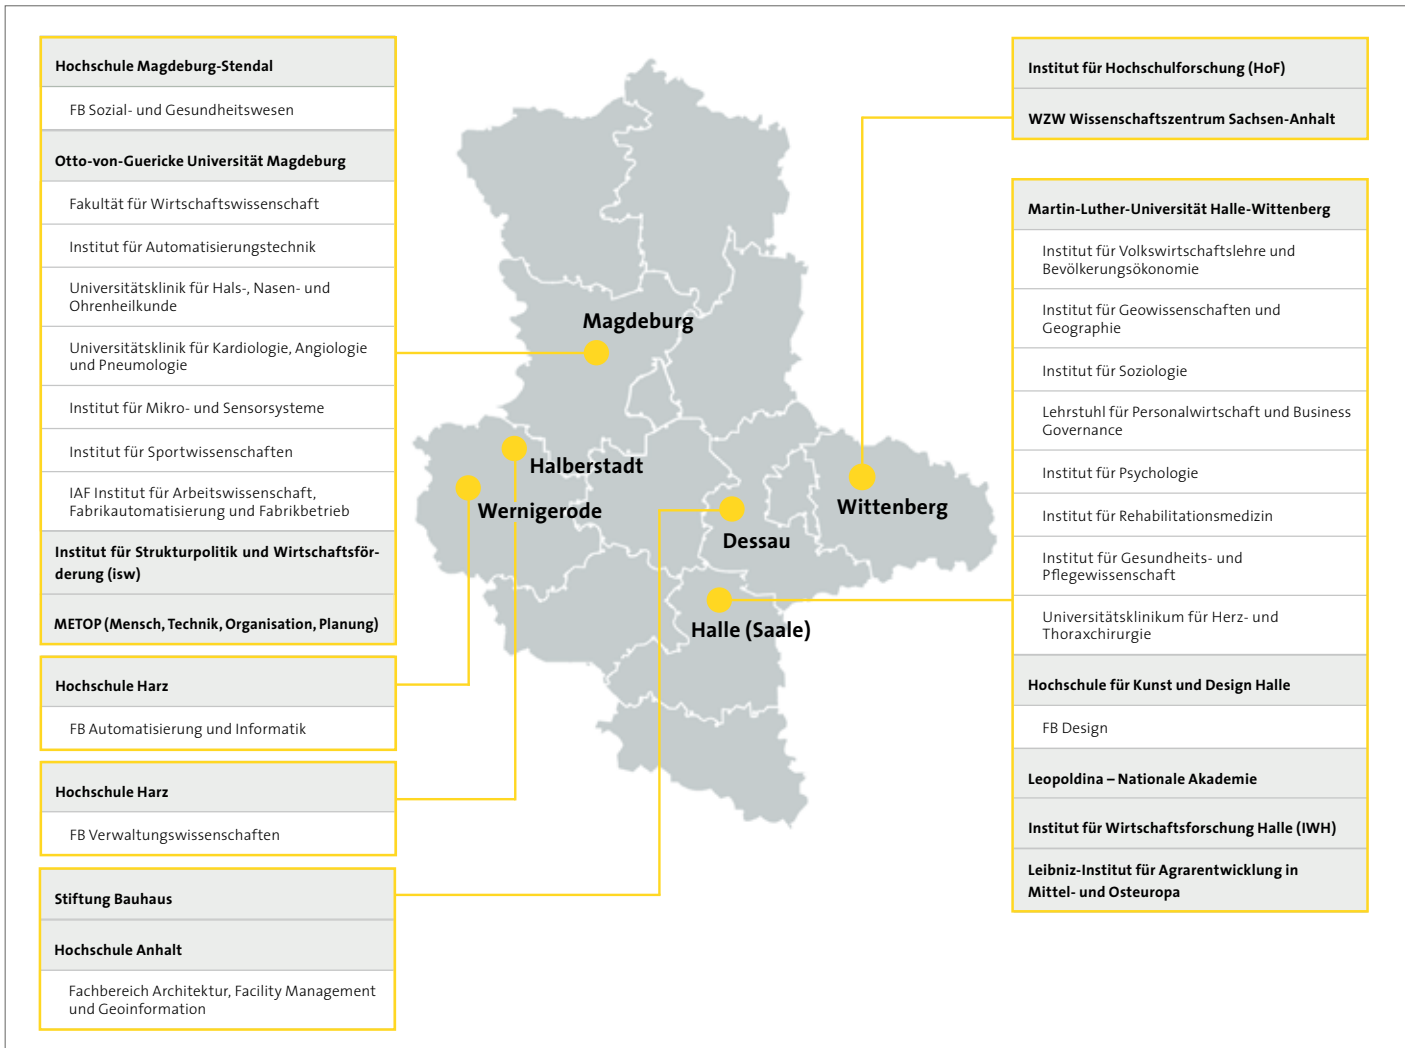 Hochschule Magdeburg-Stendal
FB Sozial- und Gesundheitswesen
Otto-von-Guericke Universität Magdeburg
Fakultät für Wirtschaftswissenschaft
Institut für Automatisierungstechnik
Universitätsklinik für Hals-, Nasen- und
Ohrenheilkunde
Universitätsklinik für Kardiologie, Angiologie
und Pneumologie
Institut für Mikro- und Sensorsysteme
Institut für Sportwissenschaften
IAF Institut für Arbeitswissenschaft,
Fabrikautomatisierung und Fabrikbetrieb
Institut für Strukturpolitik und Wirtschaftsför-
derung (isw)
METOP (Mensch, Technik, Organisation, Planung)
Hochschule Harz
FB Automatisierung und Informatik
Hochschule Harz
FB Verwaltungswissenschaften
Stiftung Bauhaus
Hochschule Anhalt
Fachbereich Architektur, Facility Management
und Geoinformation
Magdeburg
Halberstadt
Wernigerode
Wittenberg
Dessau
Halle (Saale)
Institut für Hochschulforschung (HoF)
WZW Wissenschaftszentrum Sachsen-Anhalt
Martin-Luther-Universität Halle-Wittenberg
Institut für Volkswirtschaftslehre und
Bevölkerungsökonomie
Institut für Geowissenschaften und
Geographie
Institut für Soziologie
Lehrstuhl für Personalwirtschaft und Business
Governance
Institut für Psychologie
Institut für Rehabilitationsmedizin
Institut für Gesundheits- und
Pflegewissenschaft
Universitätsklinikum für Herz- und
Thoraxchirurgie
Hochschule für Kunst und Design Halle
FB Design
Leopoldina – Nationale Akademie
Institut für Wirtschaftsforschung Halle (IWH)
Leibniz-Institut für Agrarentwicklung in
Mittel- und Osteuropa